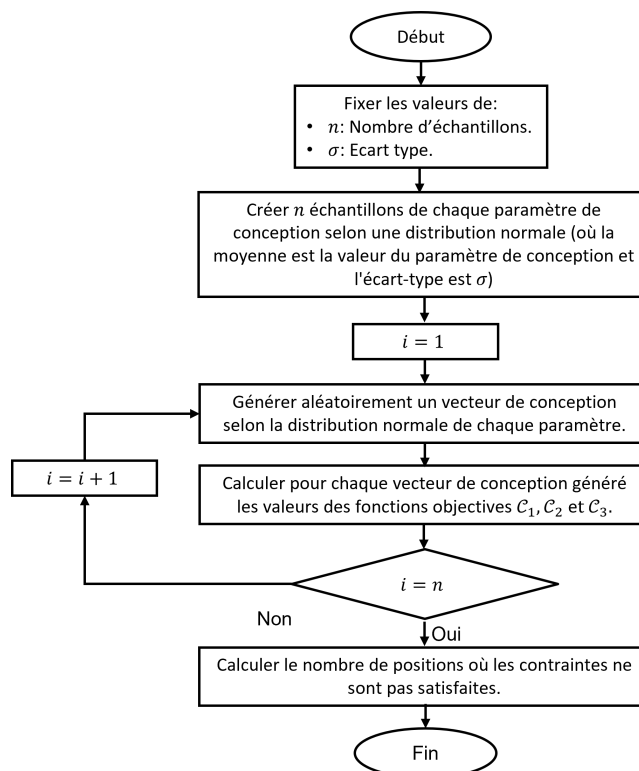 Début
Fixer les valeurs de:
• n: Nombre d'échantillons.
• σ: Ecart type.
Créer n échantillons de chaque paramètre de
conception selon une distribution normale (où la
moyenne est la valeur du paramètre de conception et
l'écart-type est σ)
i = 1
Générer aléatoirement un vecteur de conception
selon la distribution normale de chaque paramètre.
i = i + 1
Calculer pour chaque vecteur de conception généré
les valeurs des fonctions objectives 𝒞₁, 𝒞₂ et 𝒞₃.
i = n
Non
Oui
Calculer le nombre de positions où les contraintes ne
sont pas satisfaites.
Fin